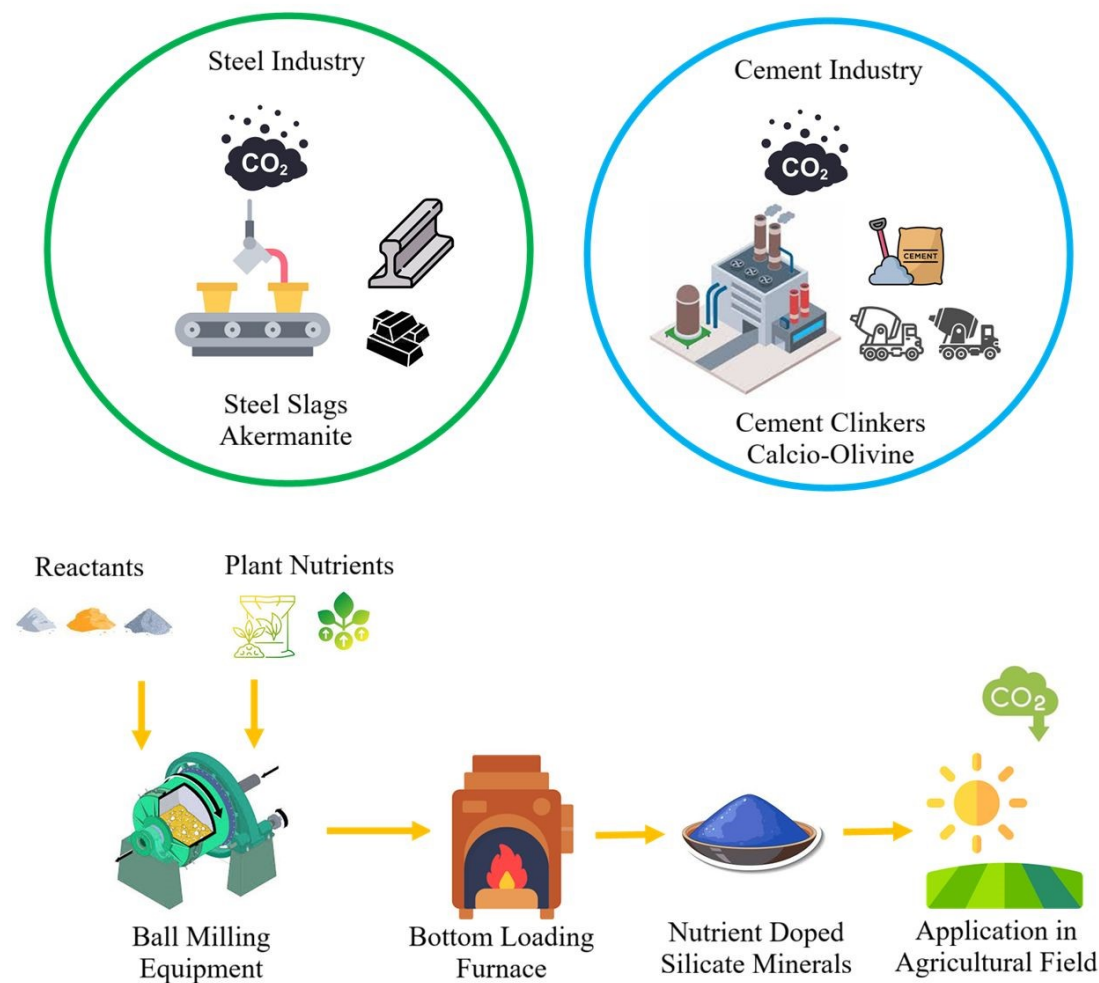 Steel Industry
CO₂
Steel Slags
Akermanite
Cement Industry
CO₂
CEMENT
Cement Clinkers
Calcio-Olivine
Reactants
Plant Nutrients
CO₂
Ball Milling
Equipment
Bottom Loading
Furnace
Nutrient Doped
Silicate Minerals
Application in
Agricultural Field